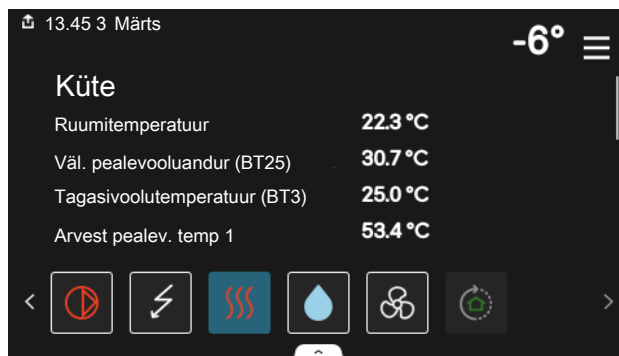 13.45 3 Märts
-6°
Küte
Ruumitemperatuur 22.3 °C
Väl. pealevooluandur (BT25) 30.7 °C
Tagasivoolutemperatuur (BT3) 25.0 °C
Arvest pealev. temp 1 53.4 °C